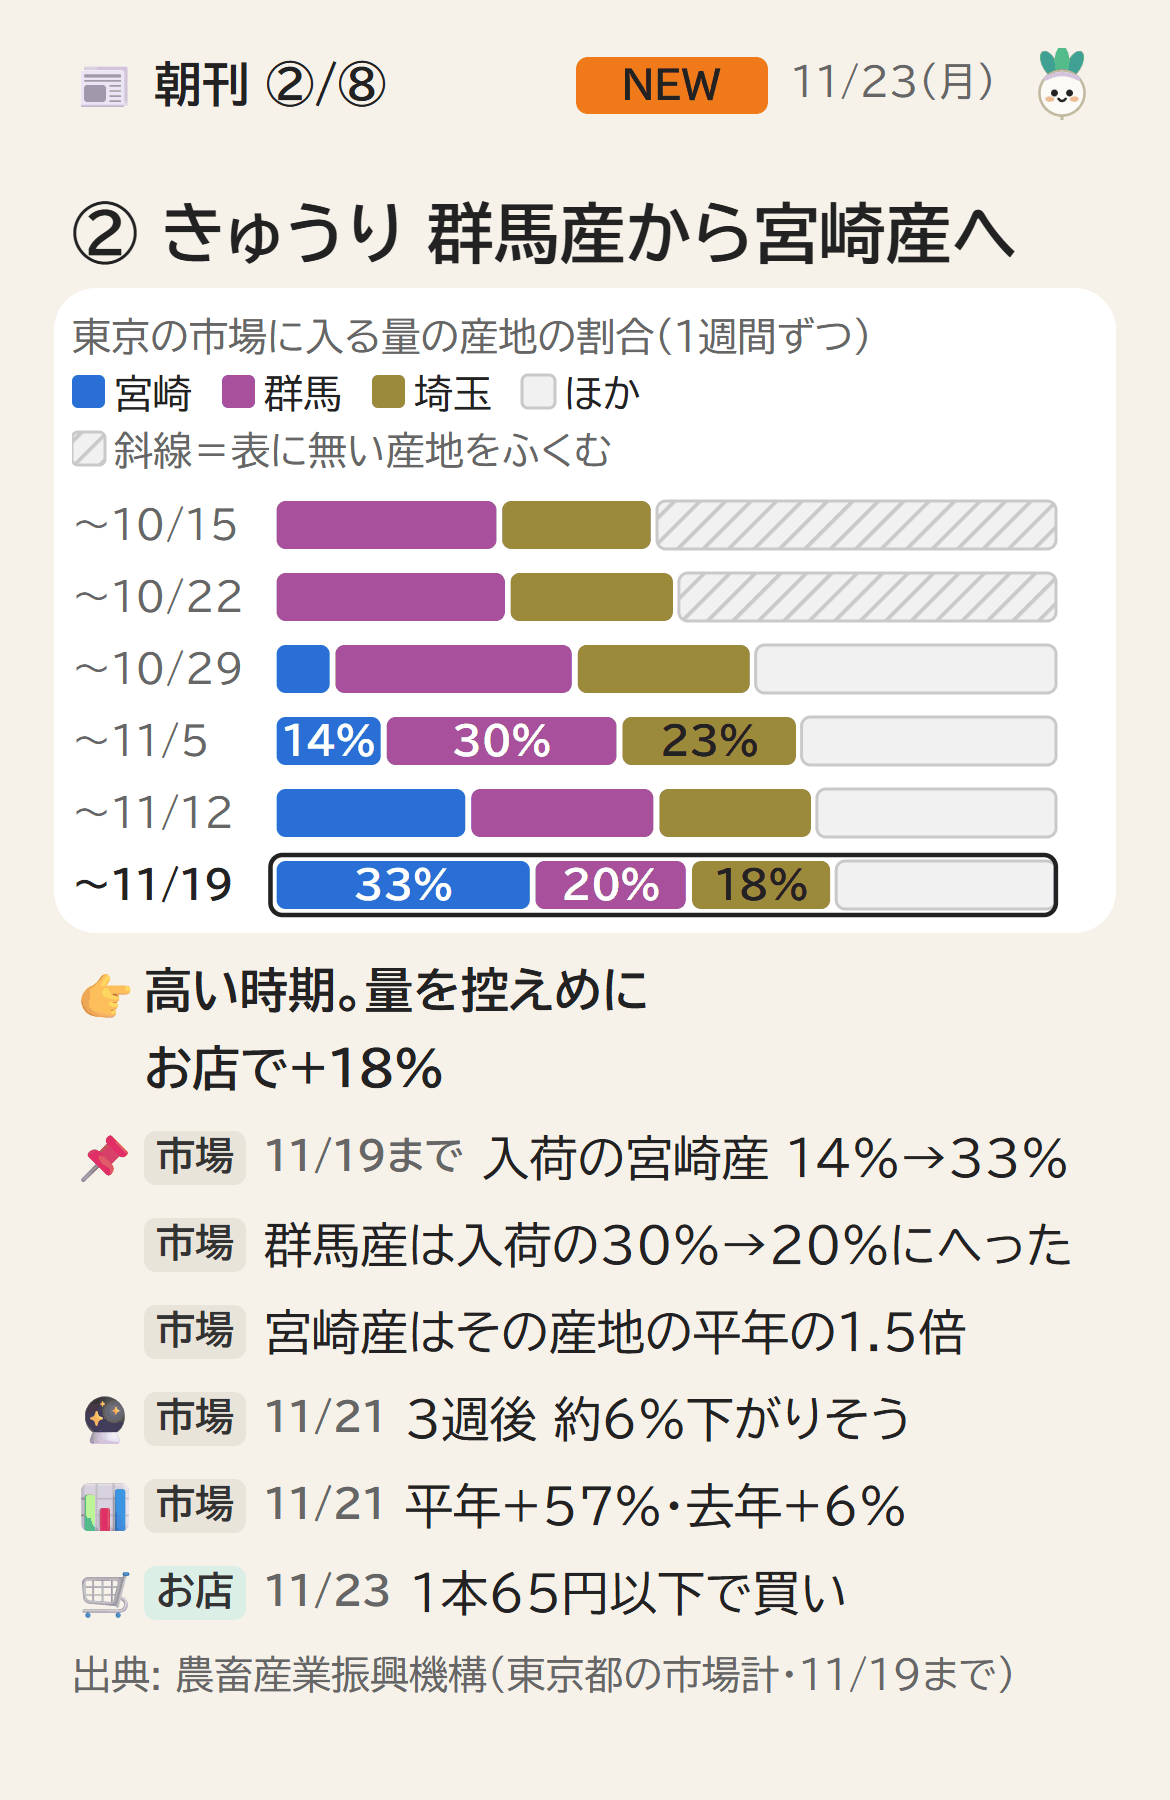 朝刊 ②/⑧ NEW 11/23(月)
② きゅうり 群馬産から宮崎産へ
東京の市場に入る量の産地の割合(1週間ずつ)
宮崎 群馬 埼玉 ほか
斜線=表に無い産地をふくむ
~10/15
~10/22
~10/29
~11/5 14% 30% 23%
~11/12
~11/19 33% 20% 18%
高い時期。量を控えめに
お店で+18%
市場 11/19まで 入荷の宮崎産 14%→33%
市場 群馬産は入荷の30%→20%にへった
市場 宮崎産はその産地の平年の1.5倍
市場 11/21 3週後 約6%下がりそう
市場 11/21 平年+57%・去年+6%
お店 11/23 1本65円以下で買い
出典: 農畜産業振興機構(東京都の市場計・11/19まで)